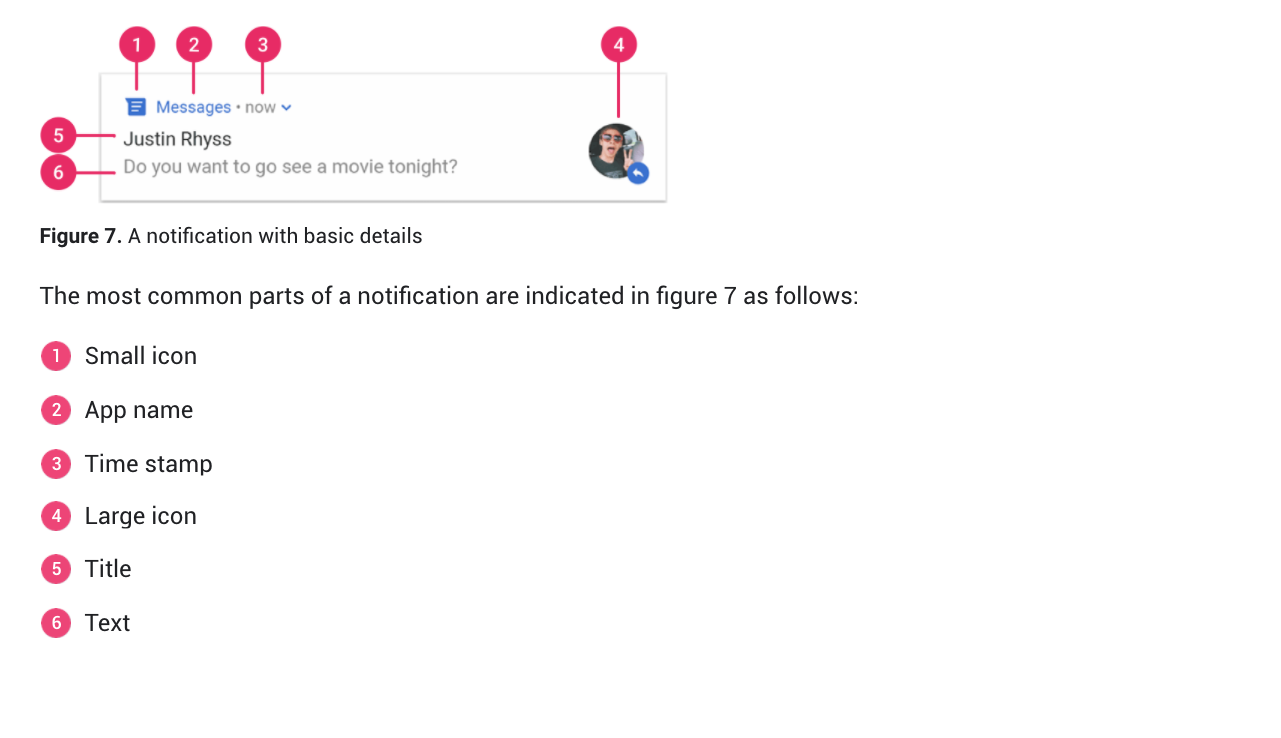 1 2 3 4
Messages • now
5 Justin Rhyss
6 Do you want to go see a movie tonight?
Figure 7. A notification with basic details
The most common parts of a notification are indicated in figure 7 as follows:
1 Small icon
2 App name
3 Time stamp
4 Large icon
5 Title
6 Text